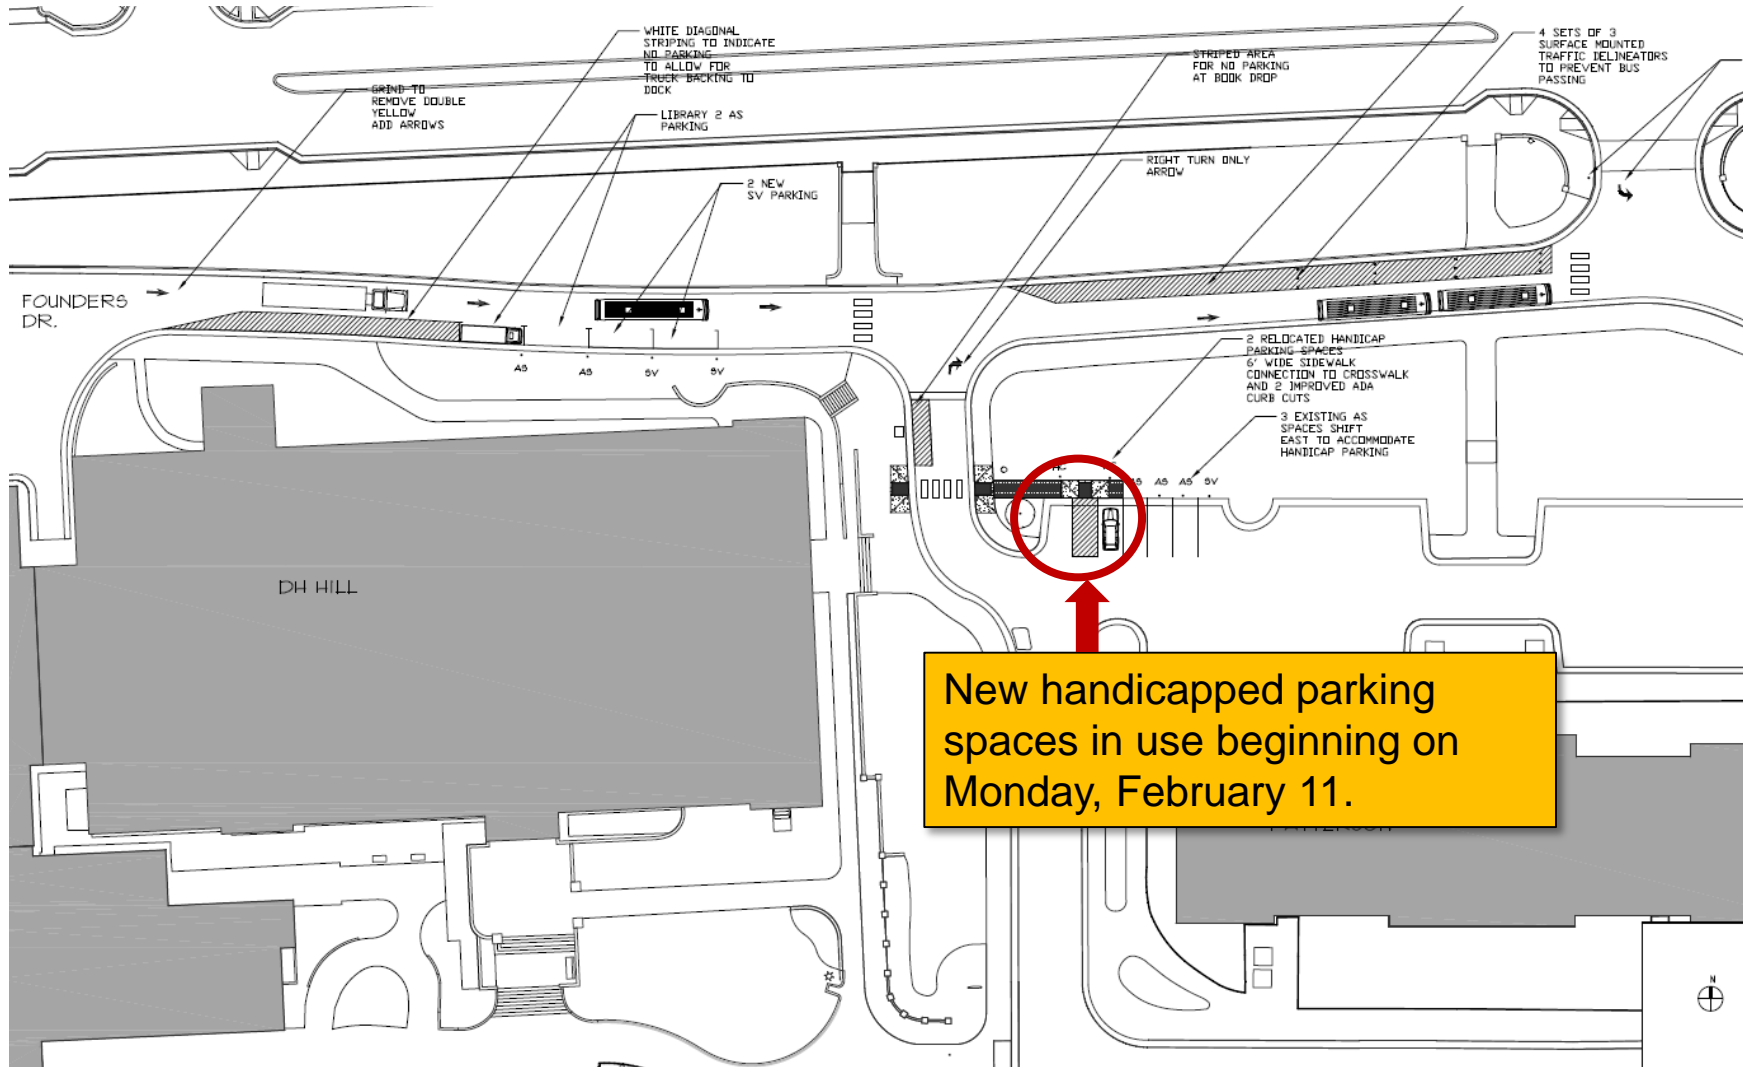 WHITE DIAGONAL
STRIPING TO INDICATE
NO PARKING
TO ALLOW FOR
TRUCK BACKING TO
DOCK
STRIPED AREA
FOR NO PARKING
AT BOOK DROP
4 SETS OF 3
SURFACE MOUNTED
TRAFFIC DELINEATORS
TO PREVENT BUS
PASSING
GRIND TO
REMOVE DOUBLE
YELLOW
ADD ARROWS
LIBRARY 2 AS
PARKING
RIGHT TURN ONLY
ARROW
2 NEW
SV PARKING
FOUNDERS
DR.
AS
AS
SV
SV
2 RELOCATED HANDICAP
PARKING SPACES
6' WIDE SIDEWALK
CONNECTION TO CROSSWALK
AND 2 IMPROVED ADA
CURB CUTS
3 EXISTING AS
SPACES SHIFT
EAST TO ACCOMMODATE
HANDICAP PARKING
AS AS AS SV
DH HILL
New handicapped parking
spaces in use beginning on
Monday, February 11.
N